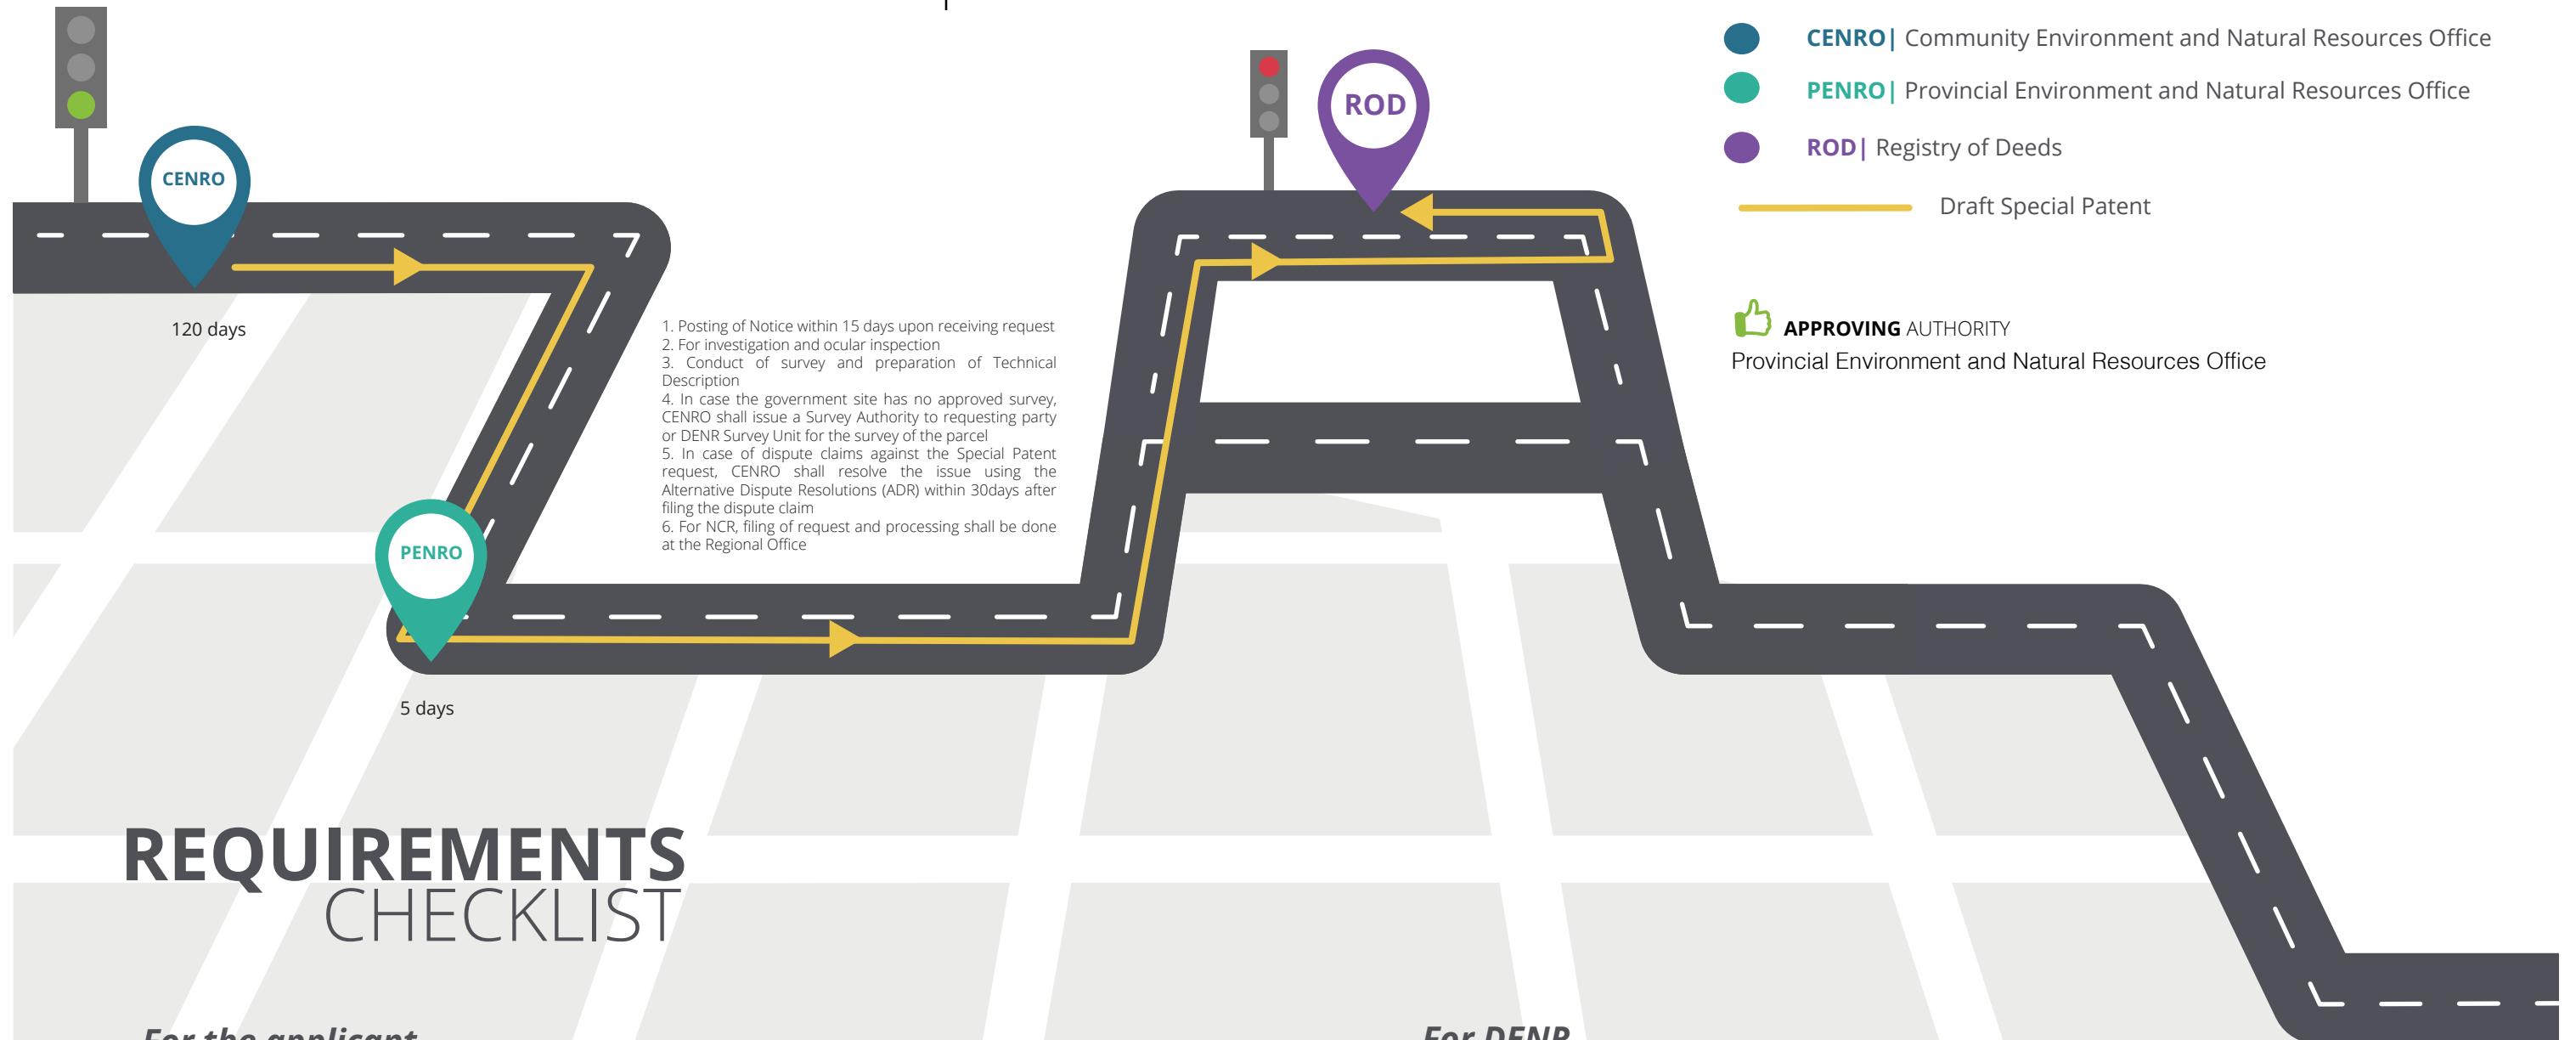 CENRO| Community Environment and Natural Resources Office
PENRO| Provincial Environment and Natural Resources Office
ROD| Registry of Deeds
Draft Special Patent
APPROVING AUTHORITY
Provincial Environment and Natural Resources Office
ROD
CENRO
120 days
1. Posting of Notice within 15 days upon receiving request
2. For investigation and ocular inspection
3. Conduct of survey and preparation of Technical
Description
4. In case the government site has no approved survey,
CENRO shall issue a Survey Authority to requesting party
or DENR Survey Unit for the survey of the parcel
5. In case of dispute claims against the Special Patent
request, CENRO shall resolve the issue using the
Alternative Dispute Resolutions (ADR) within 30days after
filing the dispute claim
6. For NCR, filing of request and processing shall be done
at the Regional Office
PENRO
5 days
REQUIREMENTS
CHECKLIST
For the applicant
For DENR